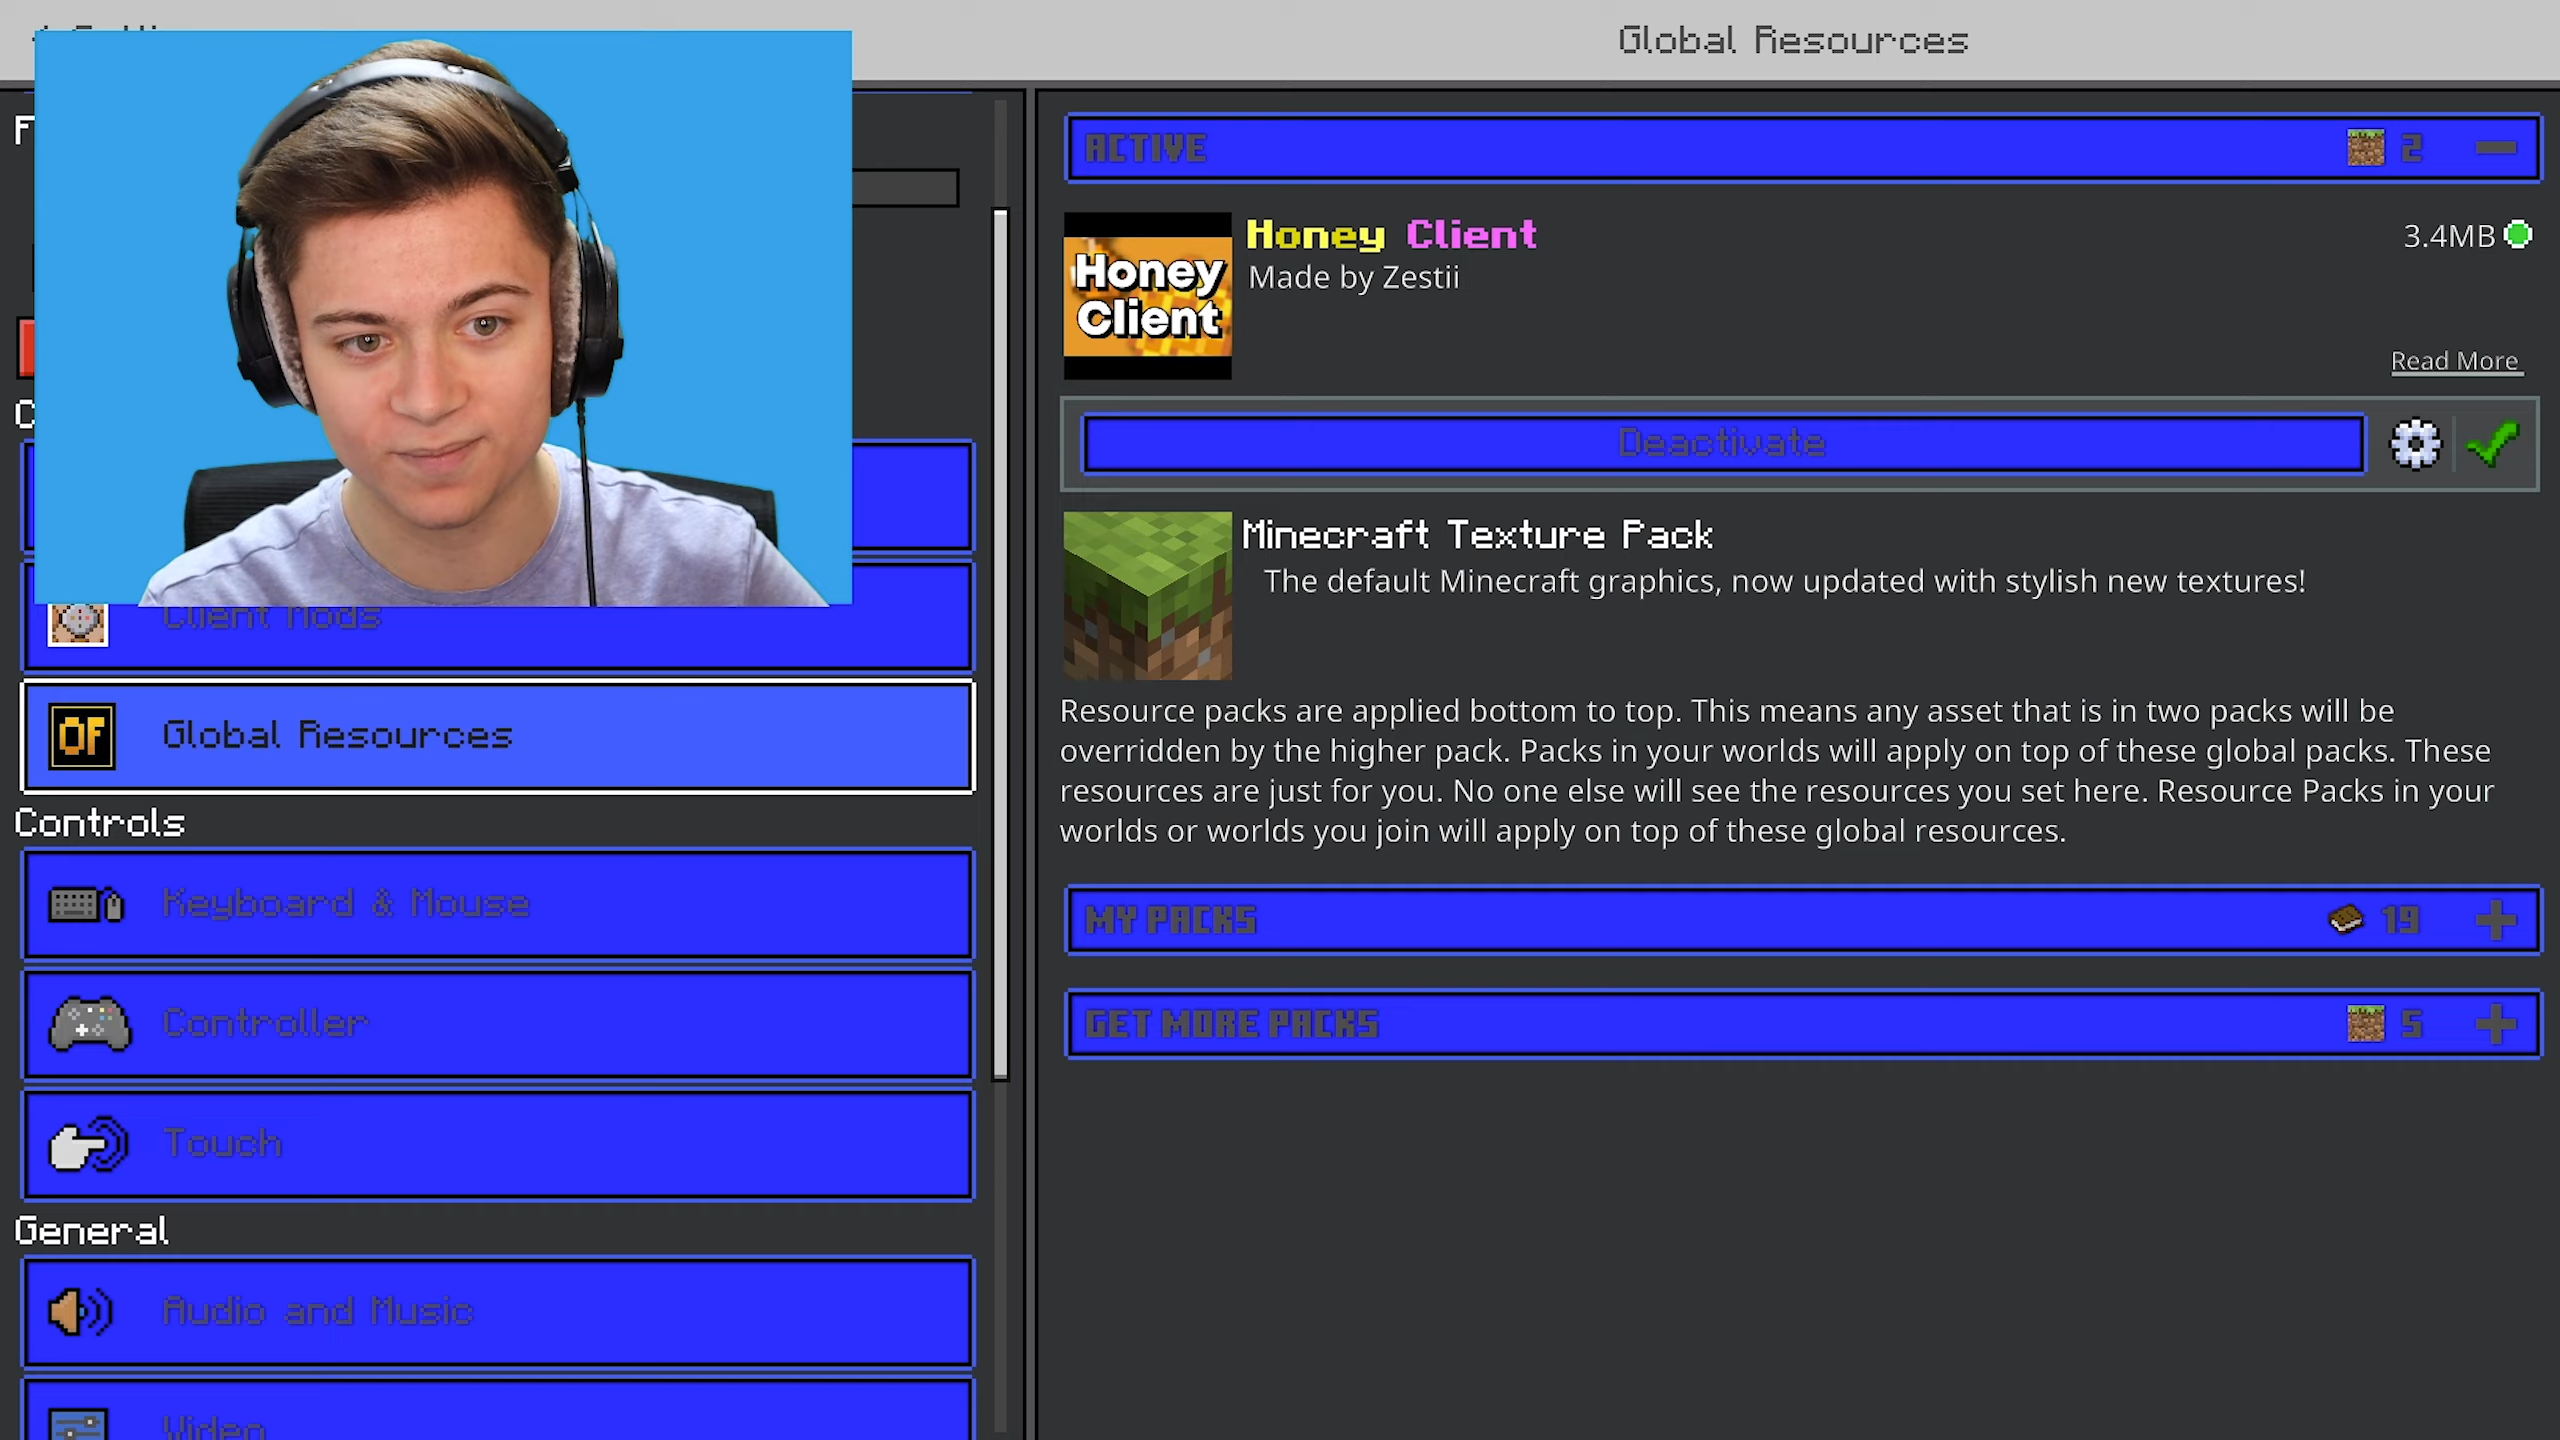 Global Resources
ACTIVE
2
Honey Client
3.4MB
Made by Zestii
Honey
Client
Read More
Deactivate
Minecraft Texture Pack
The default Minecraft graphics, now updated with stylish new textures!
Resource packs are applied bottom to top. This means any asset that is in two packs will be
overridden by the higher pack. Packs in your worlds will apply on top of these global packs. These
resources are just for you. No one else will see the resources you set here. Resource Packs in your
worlds or worlds you join will apply on top of these global resources.
MY PACKS
19
GET MORE PACKS
5
Client Mods
OF
Global Resources
Controls
Keyboard & Mouse
Controller
Touch
General
Audio and Music
Video